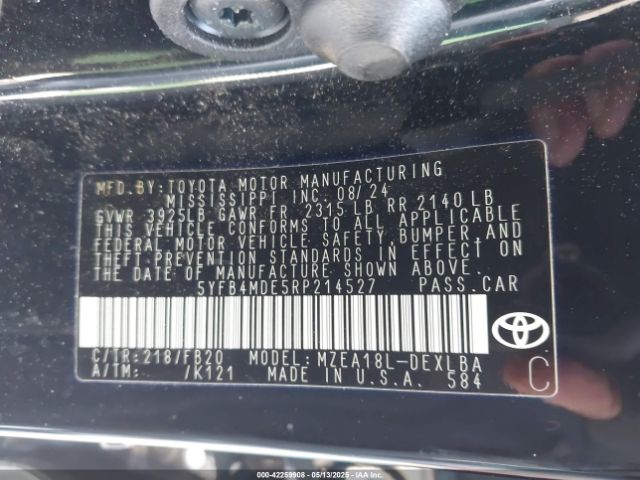 MFD.BY:TOYOTA MOTOR MANUFACTURING
MISSISSIPPI INC. 08/24
GVWR 3925LB GAWR FR 2315 LB RR 2140 LB
THIS VEHICLE CONFORMS TO ALL APPLICABLE
FEDERAL MOTOR VEHICLE SAFETY,BUMPER,AND
THEFT-PREVENTION STANDARDS IN EFFECT ON
THE DATE OF MANUFACTURE SHOWN ABOVE.
5YFB4MDE5RP214527 PASS.CAR
C/TR:218/FB20 MODEL:MZEA18L-DEXLBA
A/TM: /K121 MADE IN U.S.A. 584
C
000-42259908 - 05/13/2025 - IAAI.COM